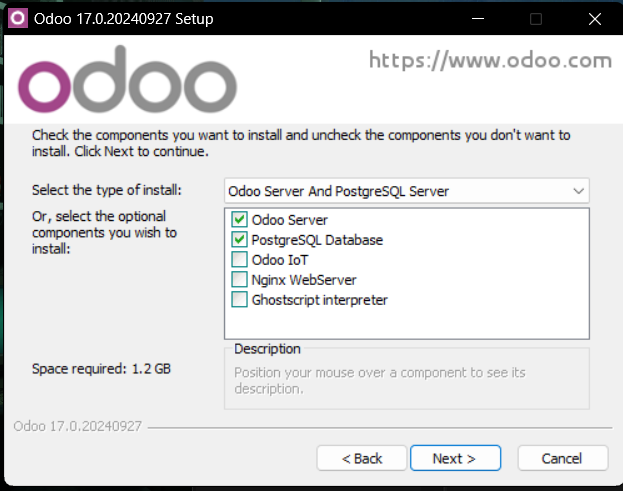 Odoo 17.0.20240927 Setup
odoo
https://www.odoo.com
Check the components you want to install and uncheck the components you don't want to
install. Click Next to continue.
Select the type of install:
Odoo Server And PostgreSQL Server
Or, select the optional
components you wish to
install:
Odoo Server
PostgreSQL Database
Odoo IoT
Nginx WebServer
Ghostscript interpreter
Space required: 1.2 GB
Description
Position your mouse over a component to see its
description.
Odoo 17.0.20240927
< Back
Next >
Cancel